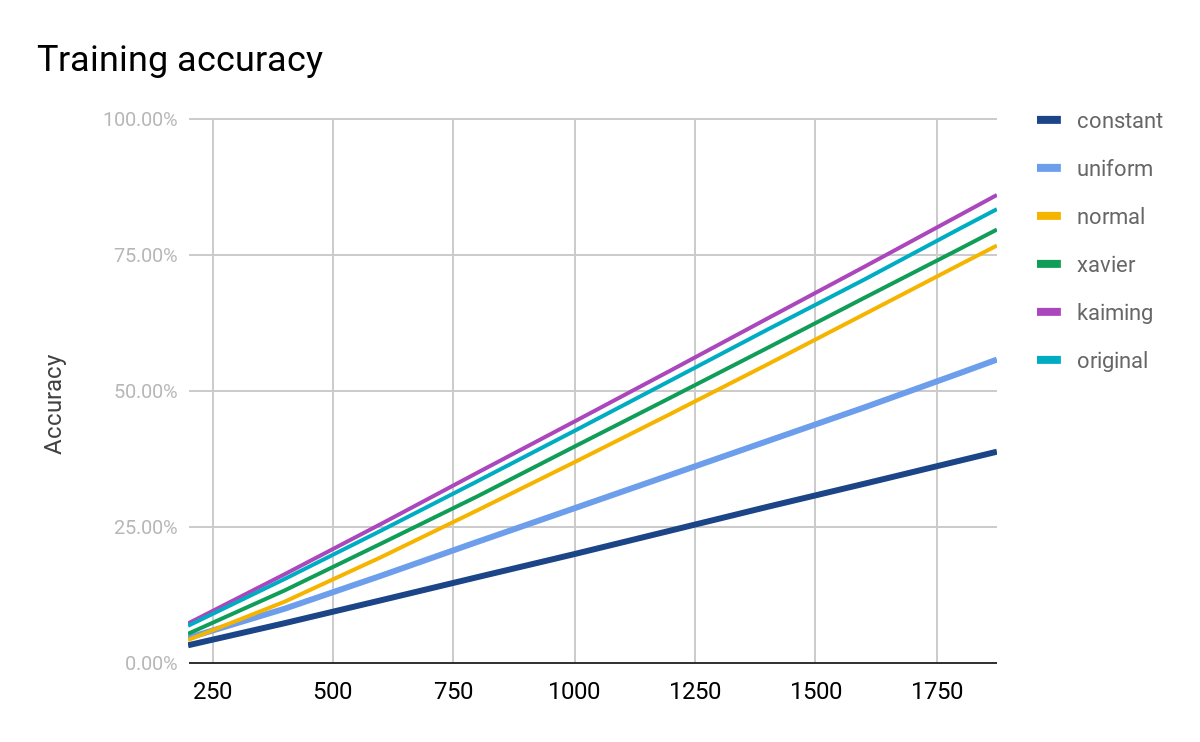 Training accuracy
100.00%
75.00%
50.00%
25.00%
0.00%
Accuracy
250 500 750 1000 1250 1500 1750
constant
uniform
normal
xavier
kaiming
original